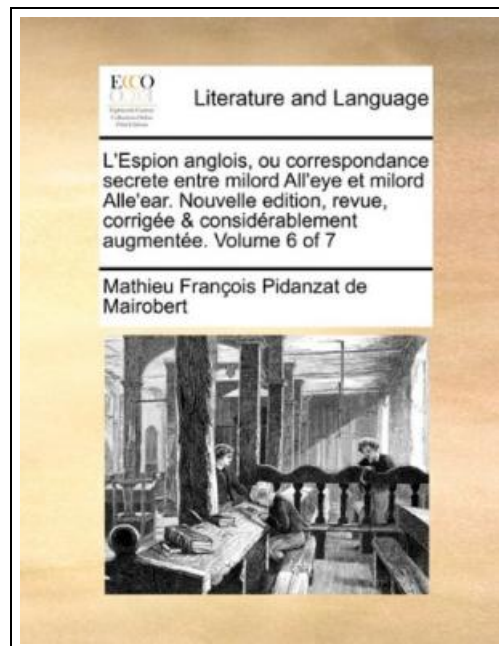 ECCO
Literature and Language
L'Espion anglois, ou correspondance
secrete entre milord All'eye et milord
Alle'ear. Nouvelle edition, revue,
corrigée & considérablement
augmentée. Volume 6 of 7
Mathieu François Pidanzat de
Mairobert